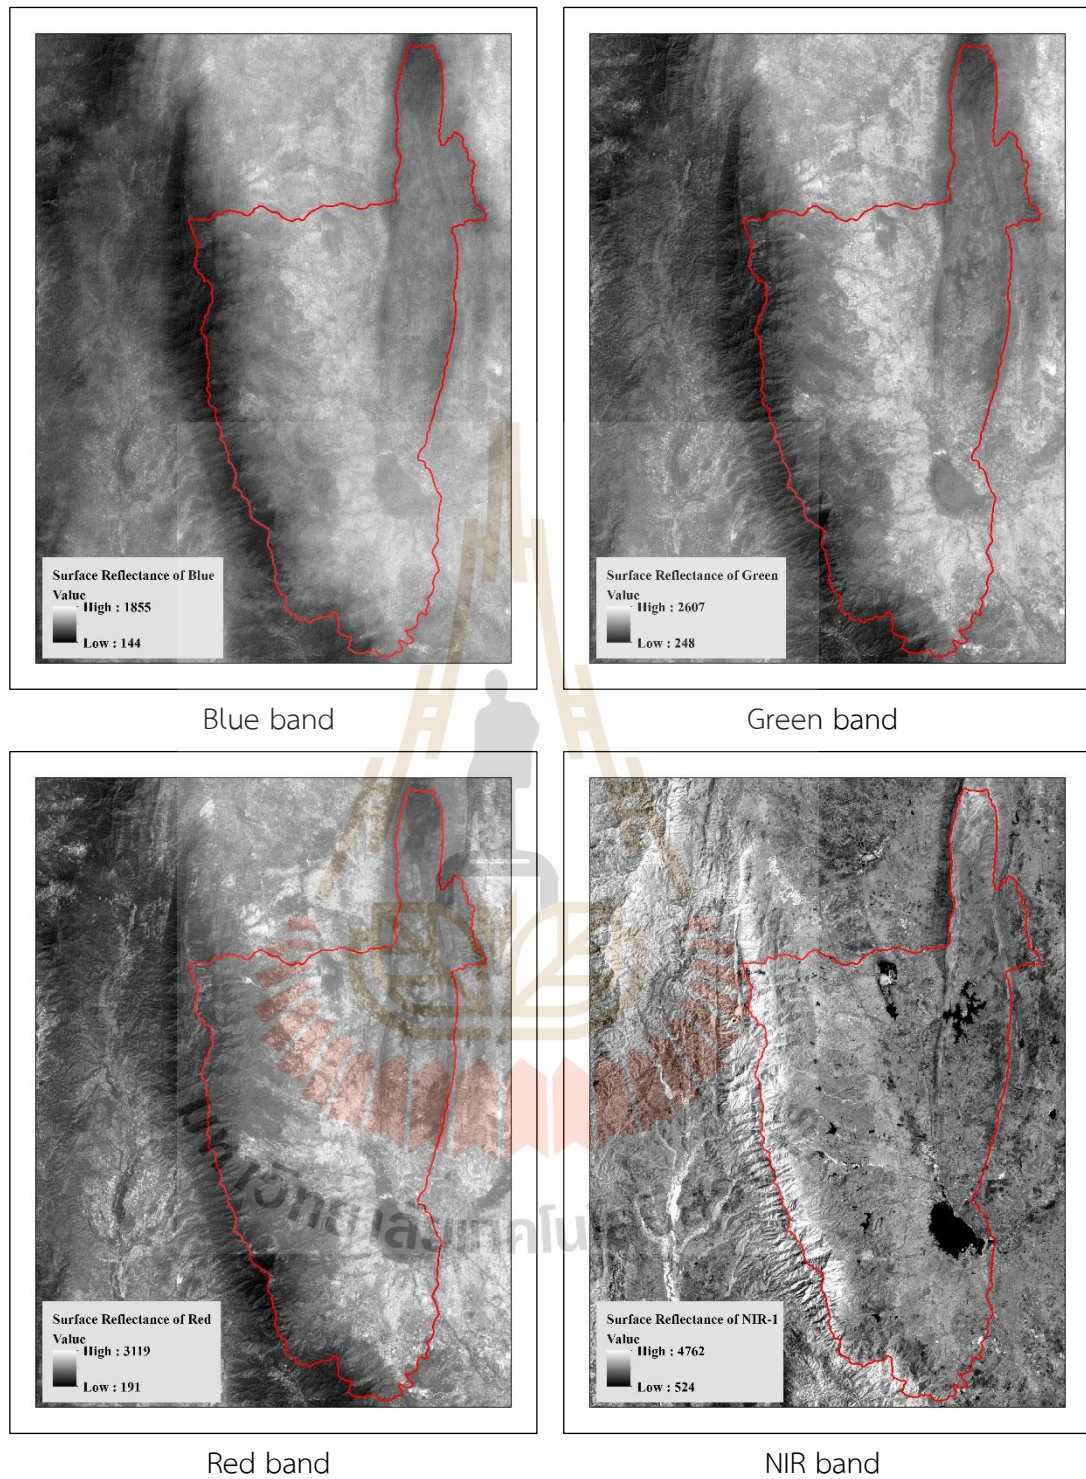 Surface Reflectance of Blue
Value
High : 1855
Low : 144
Blue band
Surface Reflectance of Green
Value
High : 2607
Low : 248
Green band
Surface Reflectance of Red
Value
High : 3119
Low : 191
Red band
Surface Reflectance of NIR-1
Value
High : 4762
Low : 524
NIR band